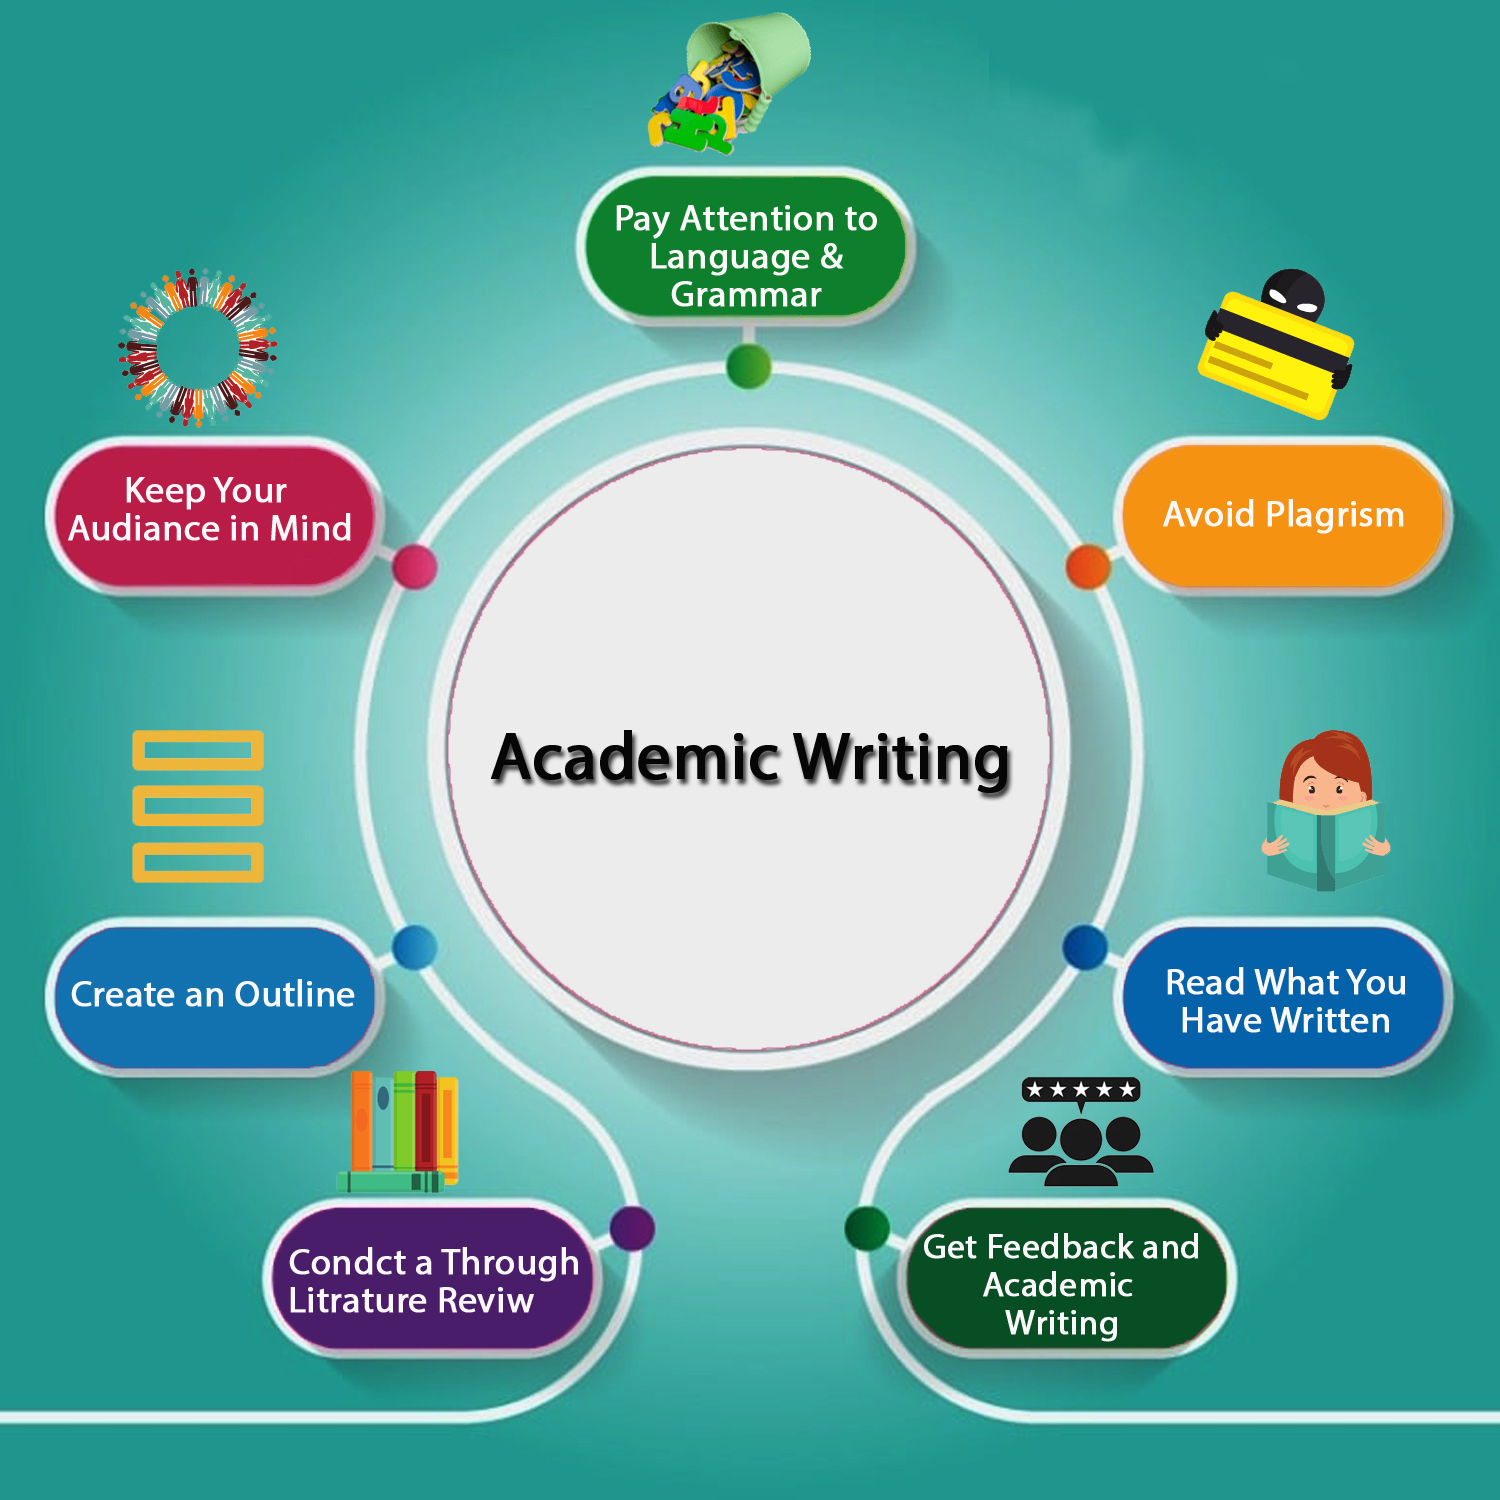 Pay Attention to
Language &
Grammar
Keep Your
Audiance in Mind
Avoid Plagrism
Academic Writing
Create an Outline
Read What You
Have Written
Condct a Through
Litrature Reviw
Get Feedback and
Academic
Writing